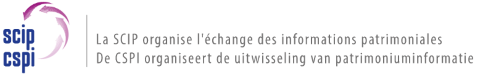 scip
cspi
La SCIP organise l'échange des informations patrimoniales
De CSPI organiseert de uitwisseling van patrimoniuminformatie